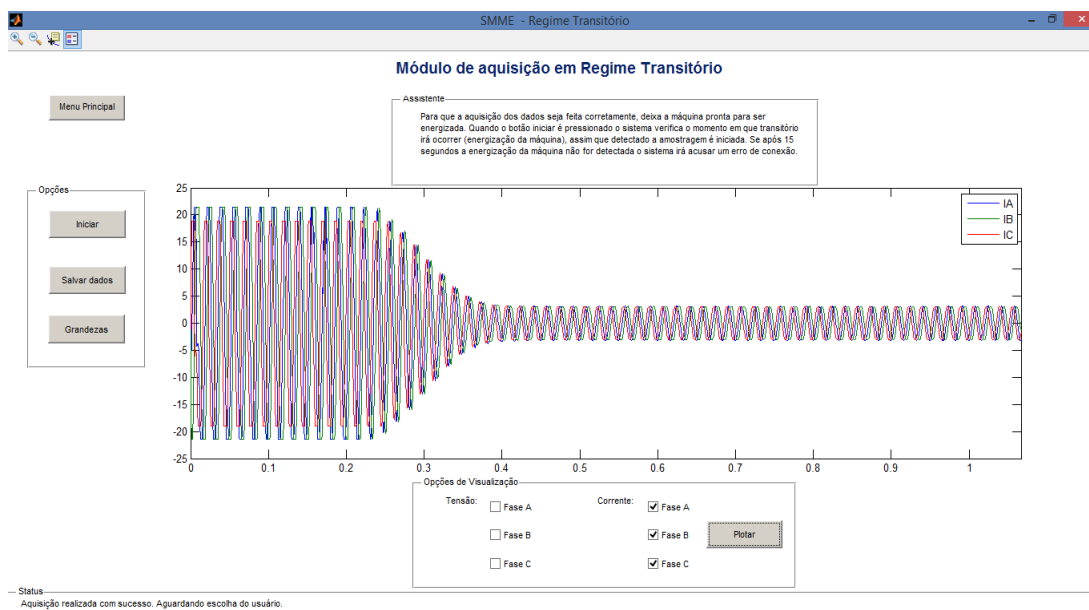 SMME - Regime Transitório
Módulo de aquisição em Regime Transitório
Menu Principal
Assistente
Para que a aquisição dos dados seja feita corretamente, deixa a máquina pronta para ser
energizada. Quando o botão iniciar é pressionado o sistema verifica o momento em que transitório
irá ocorrer (energização da máquina), assim que detectado a amostragem é iniciada. Se após 15
segundos a energização da máquina não for detectada o sistema irá acusar um erro de conexão.
Opções
Iniciar
Salvar dados
Grandezas
25
20
15
10
5
0
-5
-10
-15
-20
-25
IA
IB
IC
0 0.1 0.2 0.3 0.4 0.5 0.6 0.7 0.8 0.9 1
Opções de Visualização
Tensão: Fase A Corrente: Fase A
Fase B Fase B Plotar
Fase C Fase C
Status
Aquisição realizada com sucesso. Aguardando escolha do usuário.